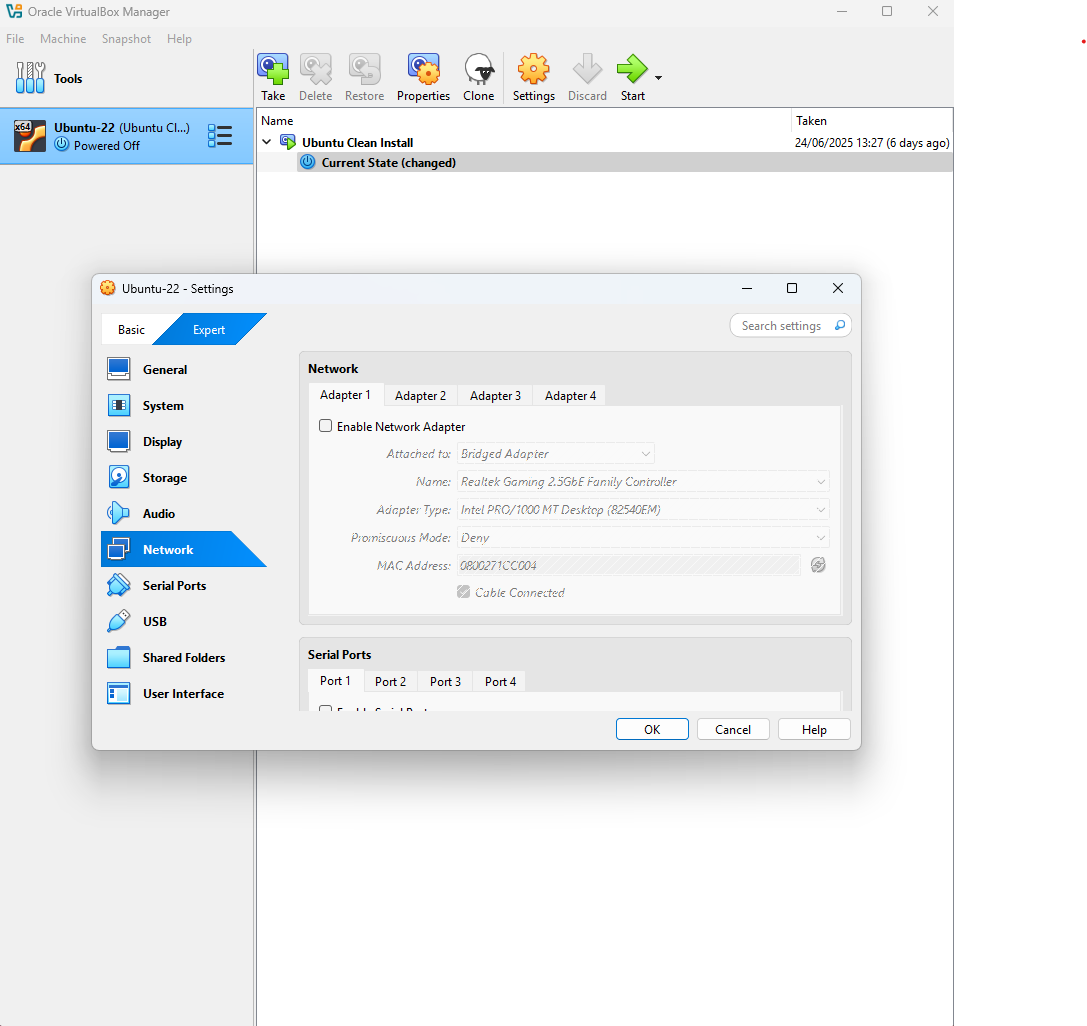 Oracle VirtualBox Manager
File Machine Snapshot Help
Tools
Take Delete Restore Properties Clone Settings Discard Start
x64
Ubuntu-22 (Ubuntu Cl...)
Powered Off
Name Taken
Ubuntu Clean Install 24/06/2025 13:27 (6 days ago)
Current State (changed)
Ubuntu-22 - Settings
Basic Expert Search settings
General
System
Display
Storage
Audio
Network
Serial Ports
USB
Shared Folders
User Interface
Network
Adapter 1 Adapter 2 Adapter 3 Adapter 4
Enable Network Adapter
Attached to: Bridged Adapter
Name: Realtek Gaming 2.5GbE Family Controller
Adapter Type: Intel PRO/1000 MT Desktop (82540EM)
Promiscuous Mode: Deny
MAC Address: 0800271CC004
Cable Connected
Serial Ports
Port 1 Port 2 Port 3 Port 4
Enable Serial Port
OK Cancel Help